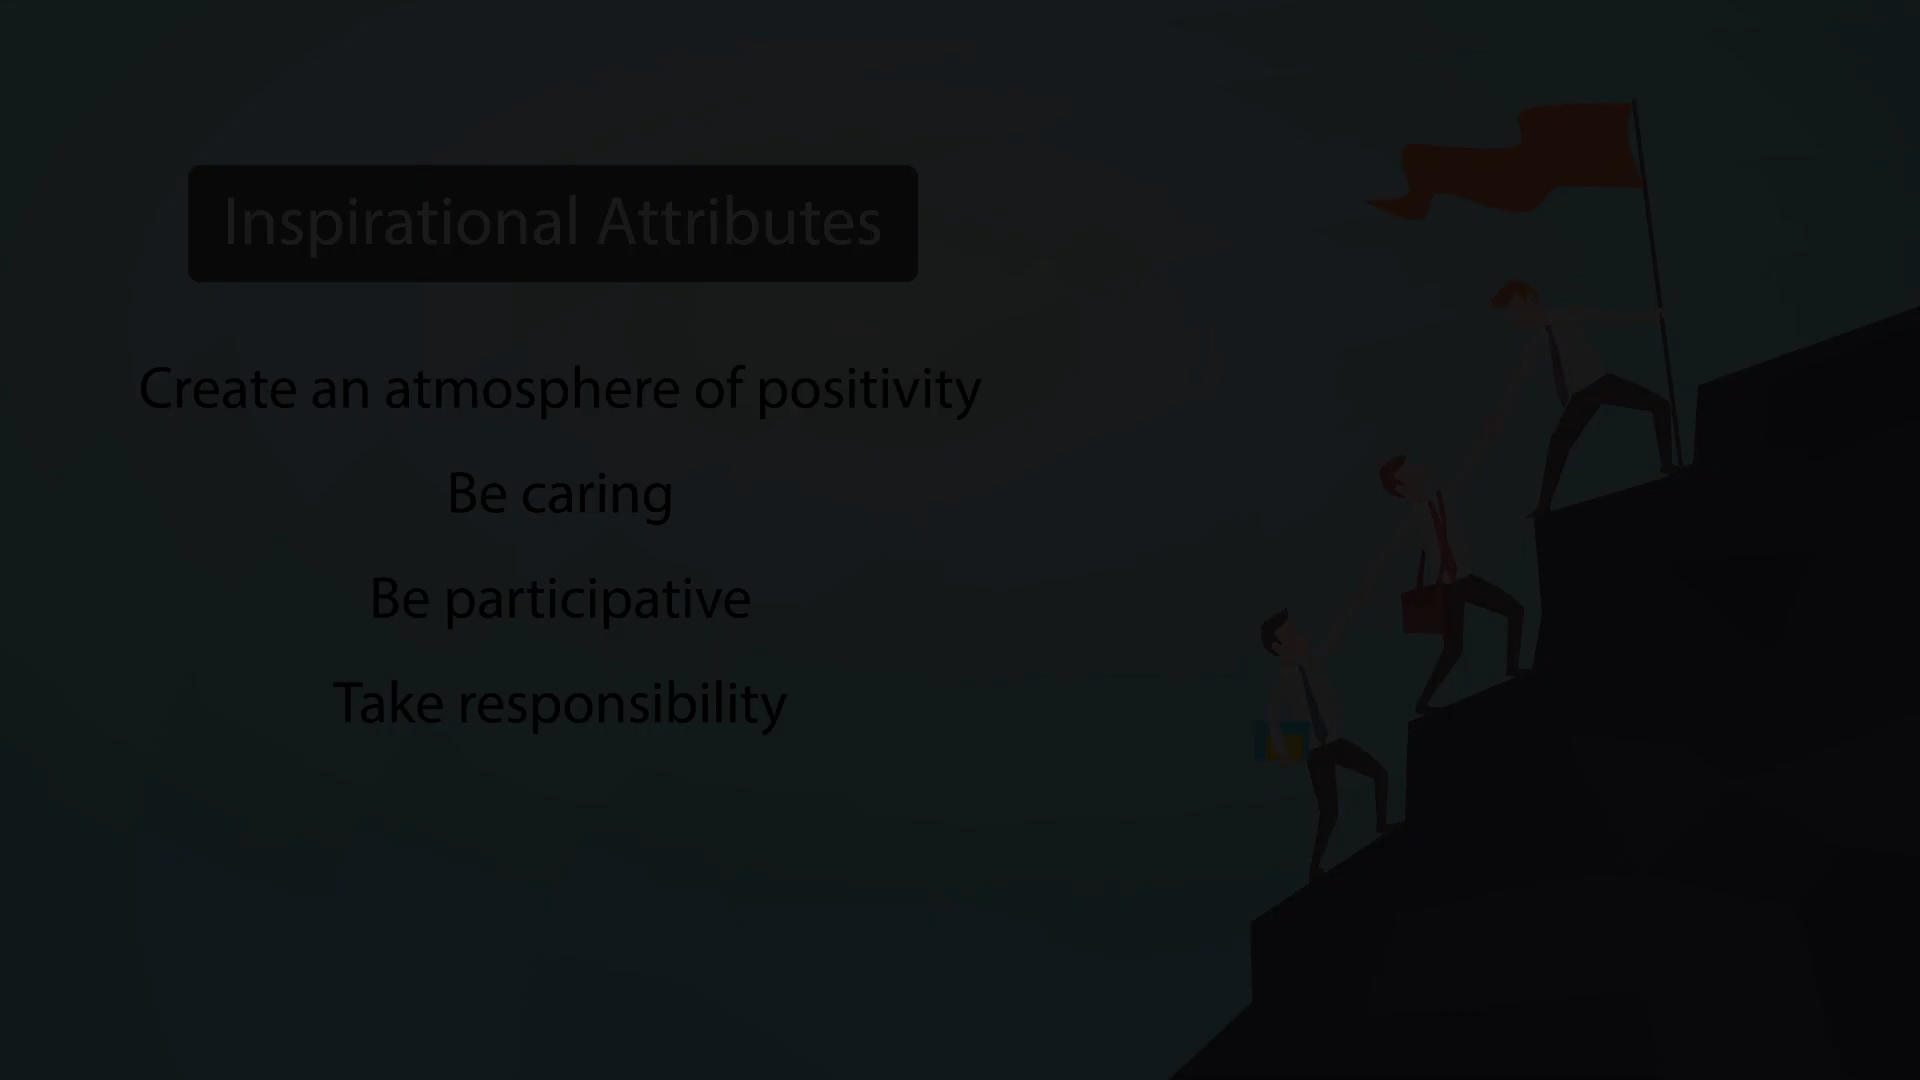 Inspirational Attributes
Create an atmosphere of positivity
Be caring
Be participative
Take responsibility